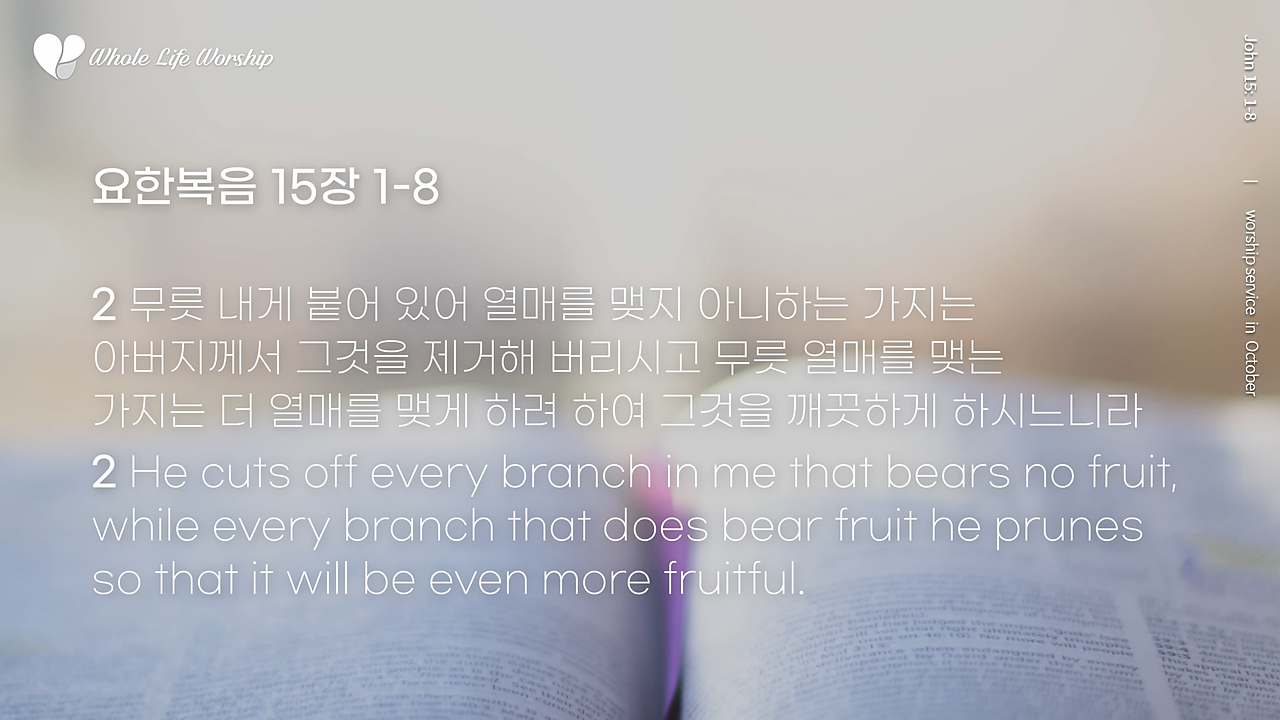 Whole Life Worship
John 15: 1-8 | worship service in October
요한복음 15장 1-8
2 무릇 내게 붙어 있어 열매를 맺지 아니하는 가지는
아버지께서 그것을 제거해 버리시고 무릇 열매를 맺는
가지는 더 열매를 맺게 하려 하여 그것을 깨끗하게 하시느니라
2 He cuts off every branch in me that bears no fruit,
while every branch that does bear fruit he prunes
so that it will be even more fruitful.